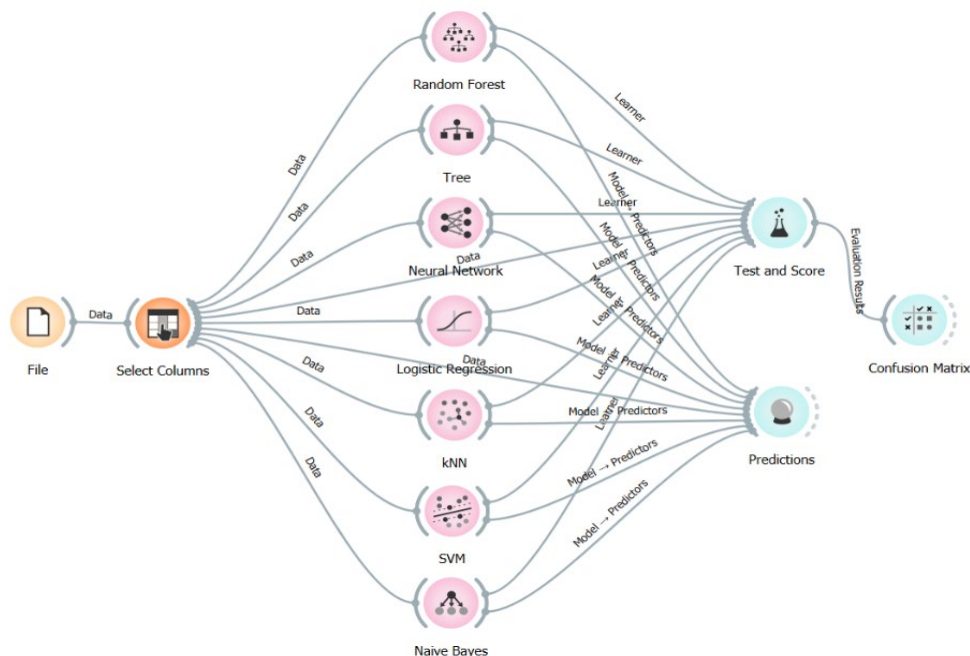 Random Forest
Learner
Data
Model → Predictors
Tree
Learner
Data
Model → Predictors
Learner
Data
Neural Network
Data
Learner
Model → Predictors
Test and Score
Evaluation Results
File
Data
Select Columns
Data
Logistic Regression
Learner
Model → Predictors
Data
Confusion Matrix
Data
kNN
Learner
Model → Predictors
Predictions
Data
SVM
Learner
Model → Predictors
Data
Naive Bayes
Model → Predictors